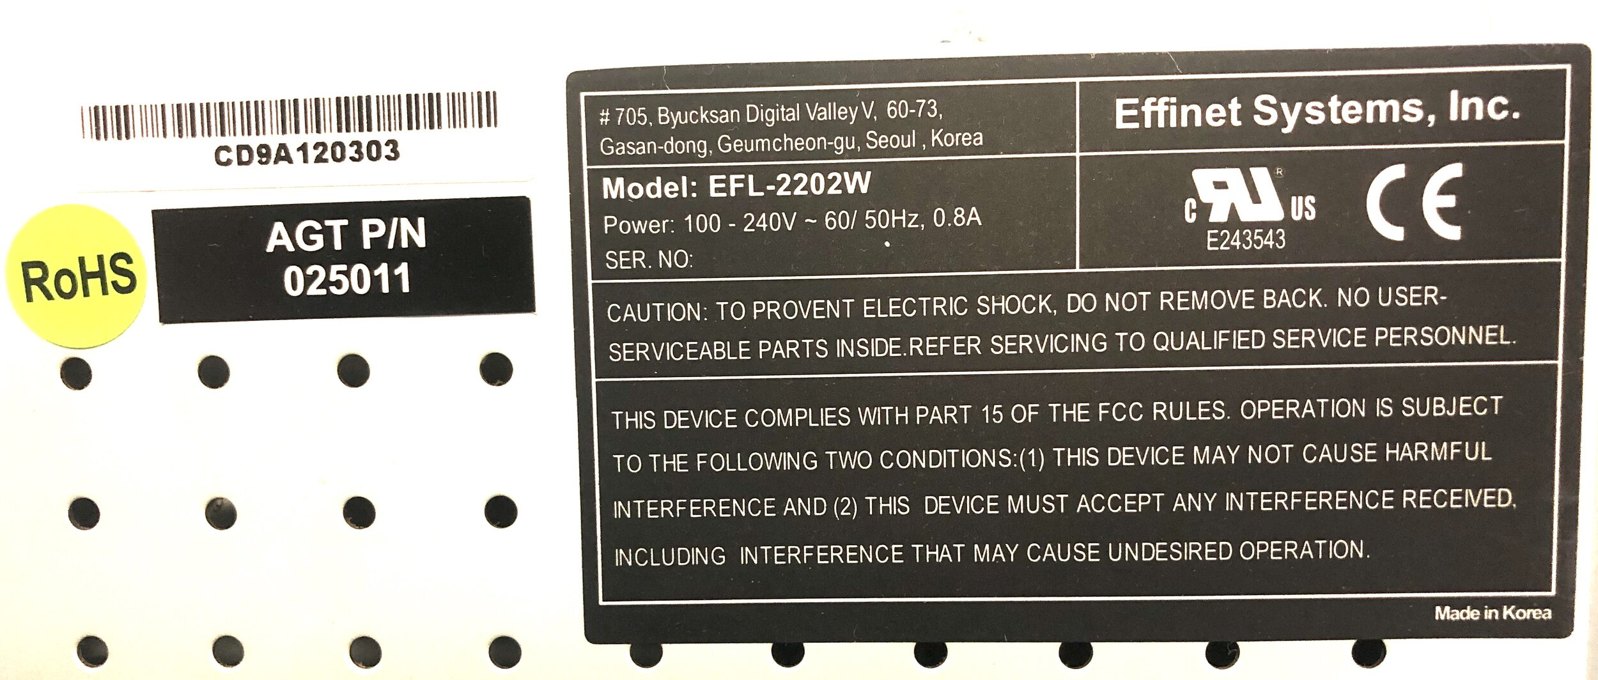 CD9A120303
RoHS
AGT P/N
025011
# 705, Byucksan Digital Valley V, 60-73,
Gasan-dong, Geumcheon-gu, Seoul , Korea
Effinet Systems, Inc.
Model: EFL-2202W
Power: 100 - 240V ~ 60/ 50Hz, 0.8A
SER. NO:
C RU ® US
E243543
CE
CAUTION: TO PROVENT ELECTRIC SHOCK, DO NOT REMOVE BACK. NO USER-
SERVICEABLE PARTS INSIDE.REFER SERVICING TO QUALIFIED SERVICE PERSONNEL.
THIS DEVICE COMPLIES WITH PART 15 OF THE FCC RULES. OPERATION IS SUBJECT
TO THE FOLLOWING TWO CONDITIONS:(1) THIS DEVICE MAY NOT CAUSE HARMFUL
INTERFERENCE AND (2) THIS DEVICE MUST ACCEPT ANY INTERFERENCE RECEIVED,
INCLUDING INTERFERENCE THAT MAY CAUSE UNDESIRED OPERATION.
Made in Korea